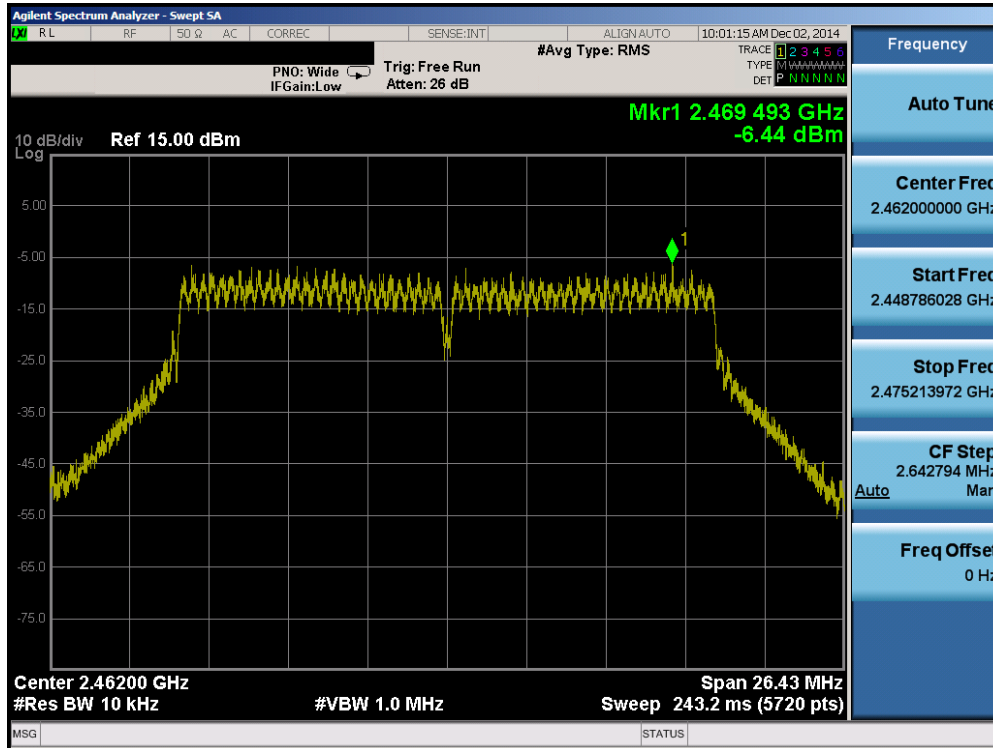 Agilent Spectrum Analyzer - Swept SA
LXI RL RF 50 Ω AC CORREC SENSE:INT ALIGN AUTO 10:01:15 AM Dec 02, 2014
#Avg Type: RMS
TRACE 1 2 3 4 5 6
PNO: Wide
Trig: Free Run
TYPE M
IFGain:Low
Atten: 26 dB
DET P N N N N N
Mkr1 2.469 493 GHz
-6.44 dBm
10 dB/div Ref 15.00 dBm
Log
1
5.00
-5.00
-15.0
-25.0
-35.0
-45.0
-55.0
-65.0
-75.0
Center 2.46200 GHz Span 26.43 MHz
#Res BW 10 kHz #VBW 1.0 MHz Sweep 243.2 ms (5720 pts)
MSG STATUS
Frequency
Auto Tune
Center Freq
2.462000000 GHz
Start Freq
2.448786028 GHz
Stop Freq
2.475213972 GHz
CF Step
2.642794 MHz
Auto Man
Freq Offset
0 Hz